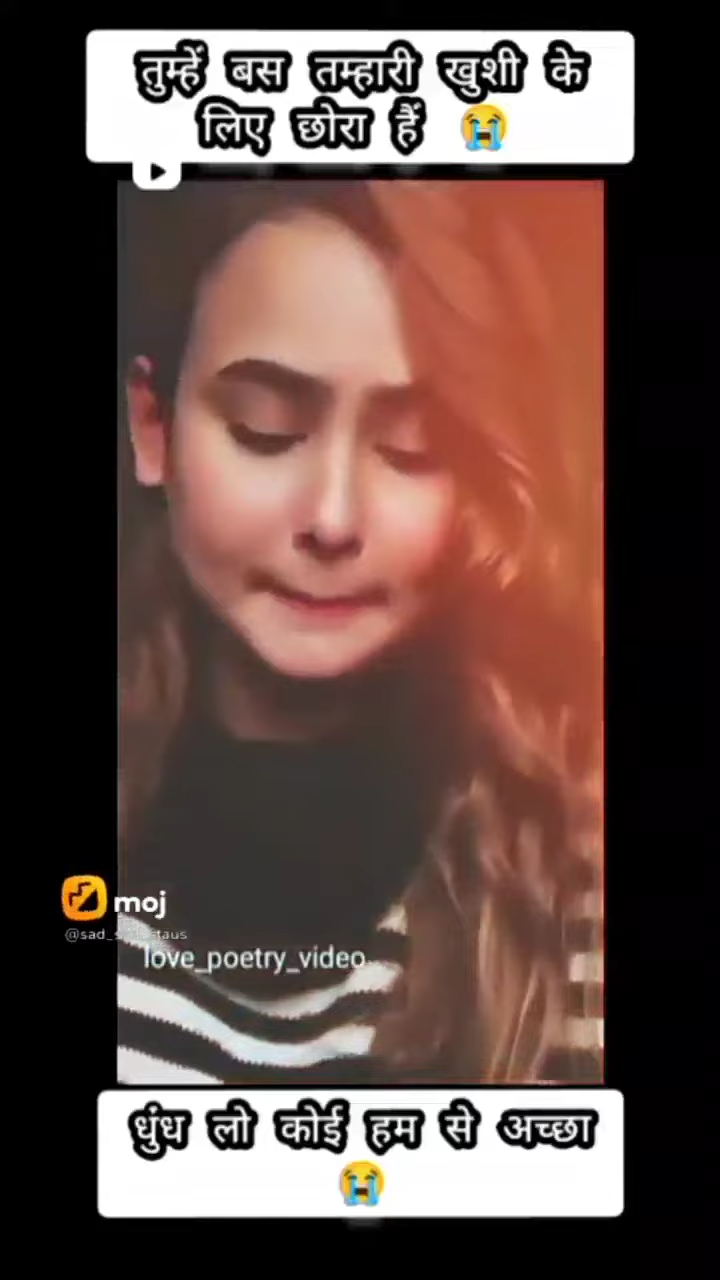 तुम्हें बस तम्हारी खुशी के
लिए छोरा हैं 😭
moj
love_poetry_video
धुंध लो कोई हम से अच्छा
😭